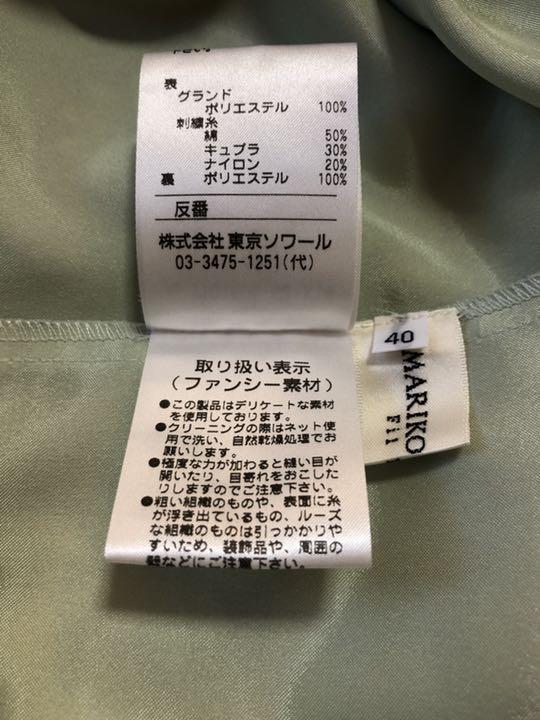 下さい。
表
グランド
ポリエステル 100%
刺繍糸
綿 50%
キュプラ 30%
ナイロン 20%
裏 ポリエステル 100%
反番
株式会社 東京ソワール
03-3475-1251(代)
40
MARIKO
Fil
取り扱い表示
(ファンシー素材)
●この製品はデリケートな素材
を使用しております。
●クリーニングの際はネット使
用で洗い、自然乾燥処理でお
願いします。
●極度な力が加わると縫い目が
開いたり、目寄れをおこした
りしますのでご注意下さい。
●粗い組織のものや、表面に糸
が浮き出ているもの、ルーズ
な組織のものは引っかかりや
すいため、装飾品や、周囲の
壁などにご注意下さい。